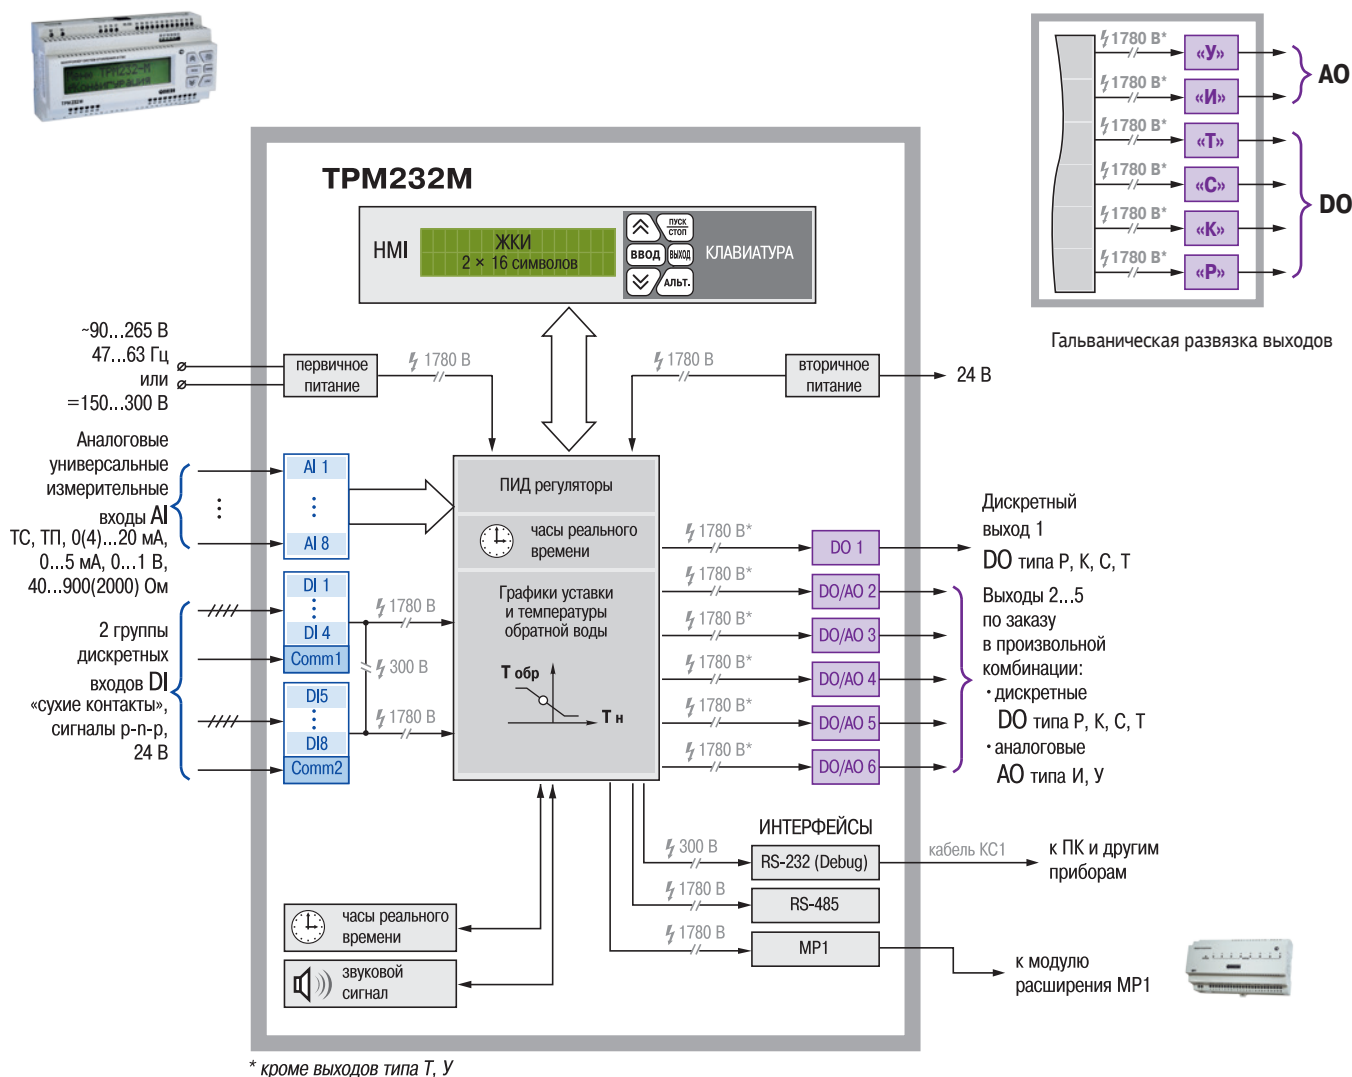 ТРМ232М
HMI
ЖКИ
2 × 16 символов
ПУСК
СТОП
ВВОД
ВЫХОД
АЛЬТ.
КЛАВИАТУРА
~90...265 В
47...63 Гц
или
=150...300 В
первичное
питание
1780 В
1780 В
вторичное
питание
24 В
Аналоговые
универсальные
измерительные
входы AI
ТС, ТП, 0(4)...20 мА,
0...5 мА, 0...1 В,
40...900(2000) Ом
AI 1
AI 8
2 группы
дискретных
входов DI
«сухие контакты»,
сигналы p-n-p,
24 В
DI 1
DI 4
Comm1
DI5
DI8
Comm2
1780 В
300 В
1780 В
ПИД регуляторы
часы реального
времени
Графики уставки
и температуры
обратной воды
Т обр
Т н
1780 В*
DO 1
1780 В*
DO/AO 2
1780 В*
DO/AO 3
1780 В*
DO/AO 4
1780 В*
DO/AO 5
1780 В*
DO/AO 6
Дискретный
выход 1
DO типа Р, К, С, Т
Выходы 2...5
по заказу
в произвольной
комбинации:
· дискретные
DO типа Р, К, С, Т
· аналоговые
АО типа И, У
ИНТЕРФЕЙСЫ
300 В
RS-232 (Debug)
кабель КС1
к ПК и другим
приборам
1780 В
RS-485
1780 В
МР1
к модулю
расширения МР1
часы реального
времени
звуковой
сигнал
* кроме выходов типа Т, У
1780 В*
«У»
1780 В*
«И»
АО
1780 В*
«Т»
1780 В*
«С»
1780 В*
«К»
1780 В*
«Р»
DO
Гальваническая развязка выходов